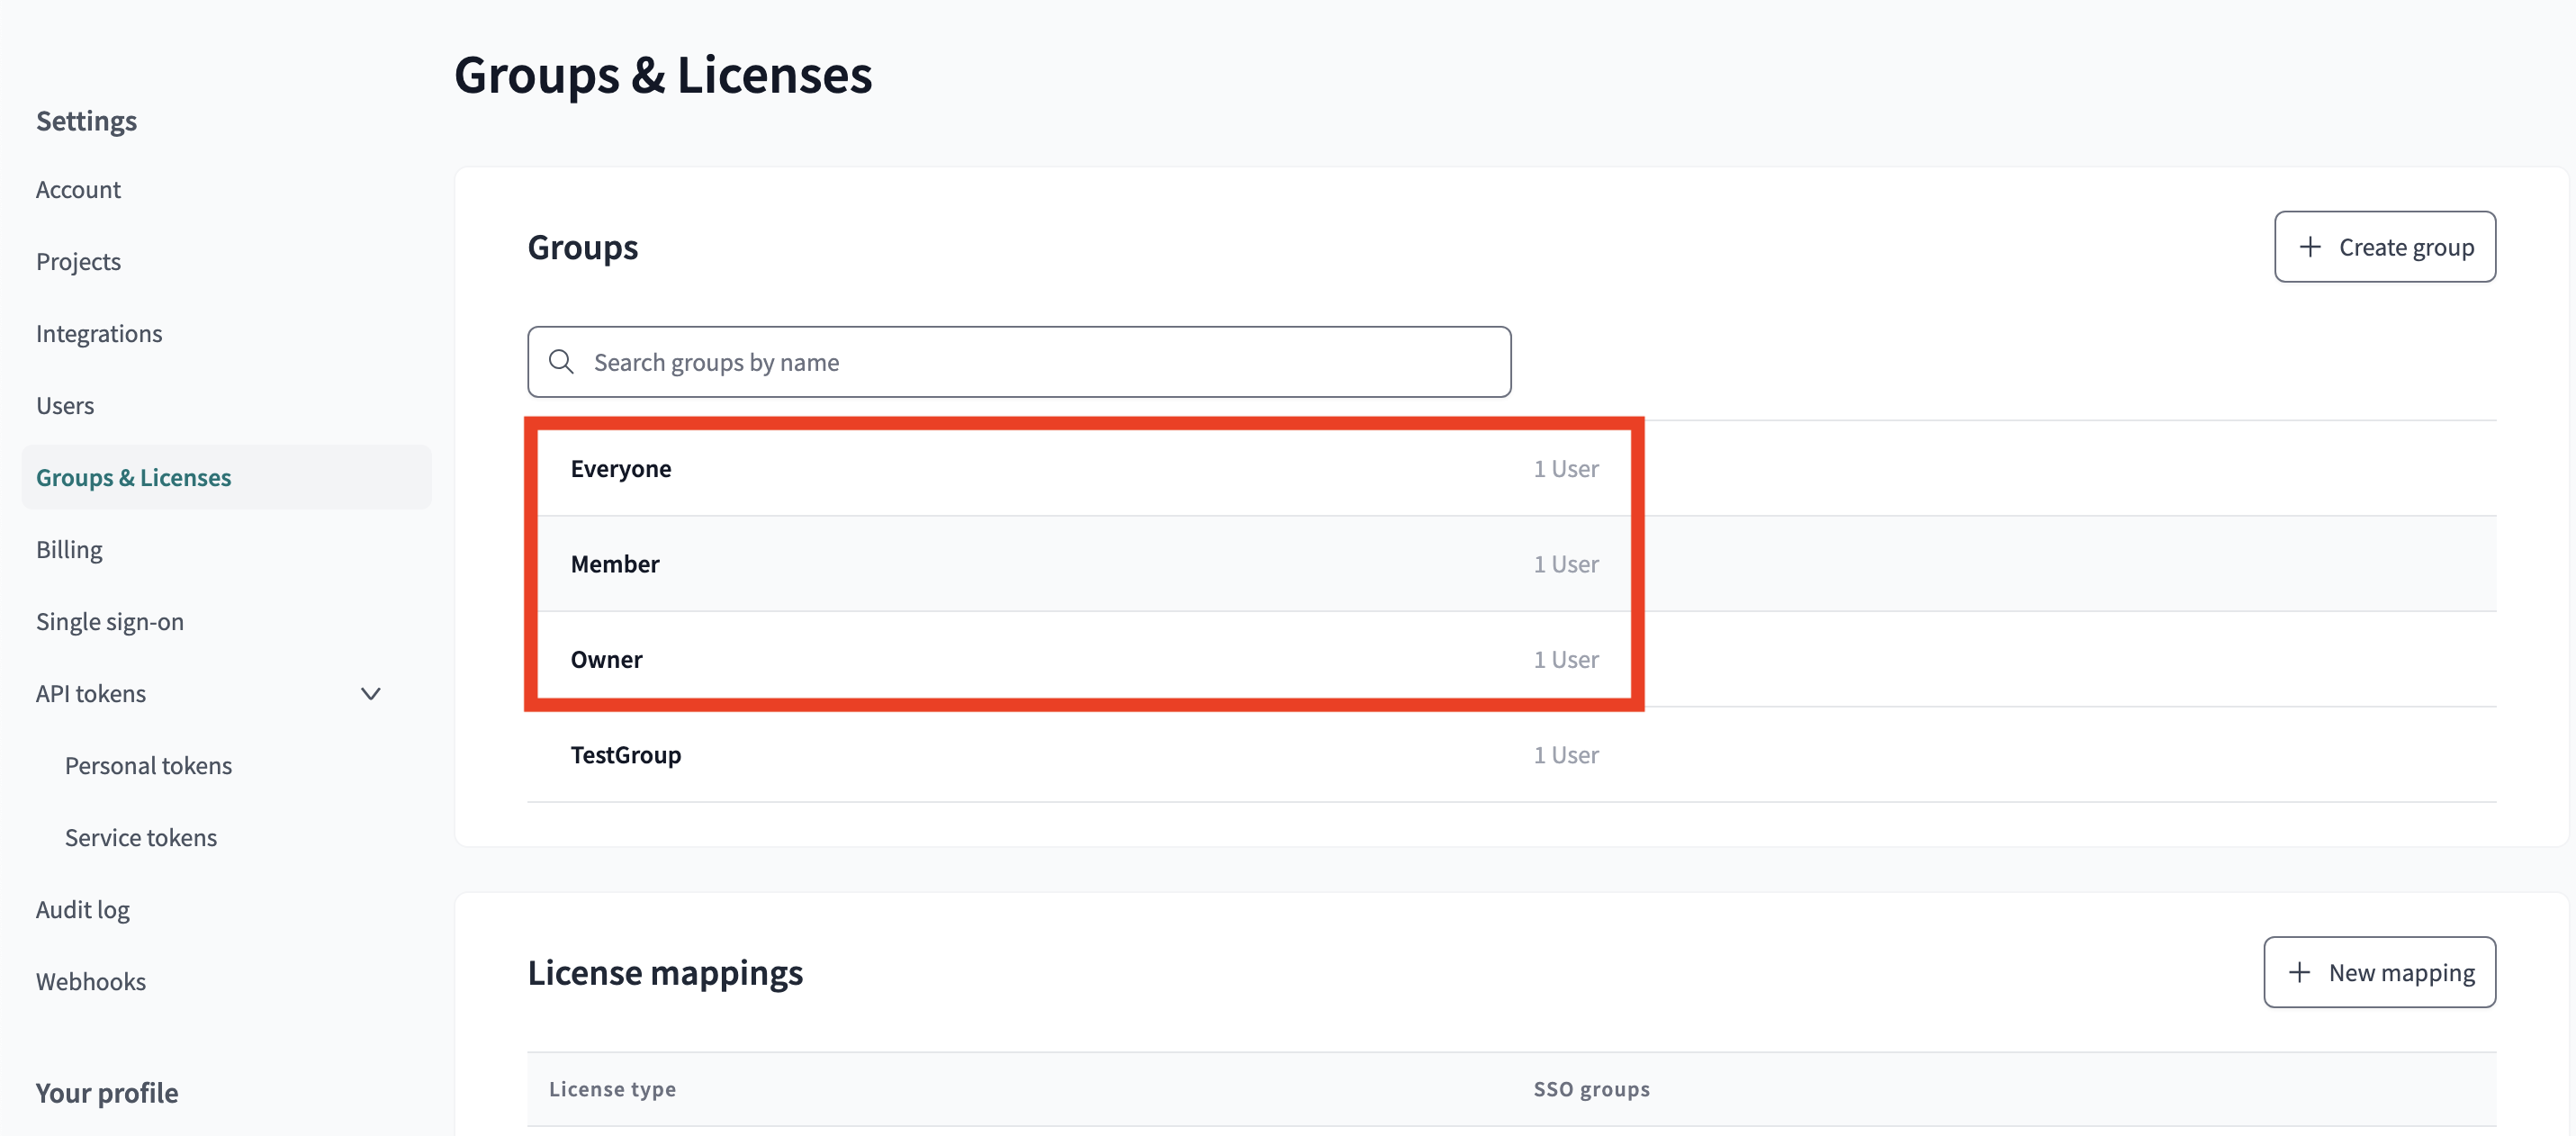 Settings
Account
Projects
Integrations
Users
Groups & Licenses
Billing
Single sign-on
API tokens
Personal tokens
Service tokens
Audit log
Webhooks
Your profile
Groups & Licenses
Groups
Create group
Search groups by name
Everyone 1 User
Member 1 User
Owner 1 User
TestGroup 1 User
License mappings
New mapping
License type SSO groups